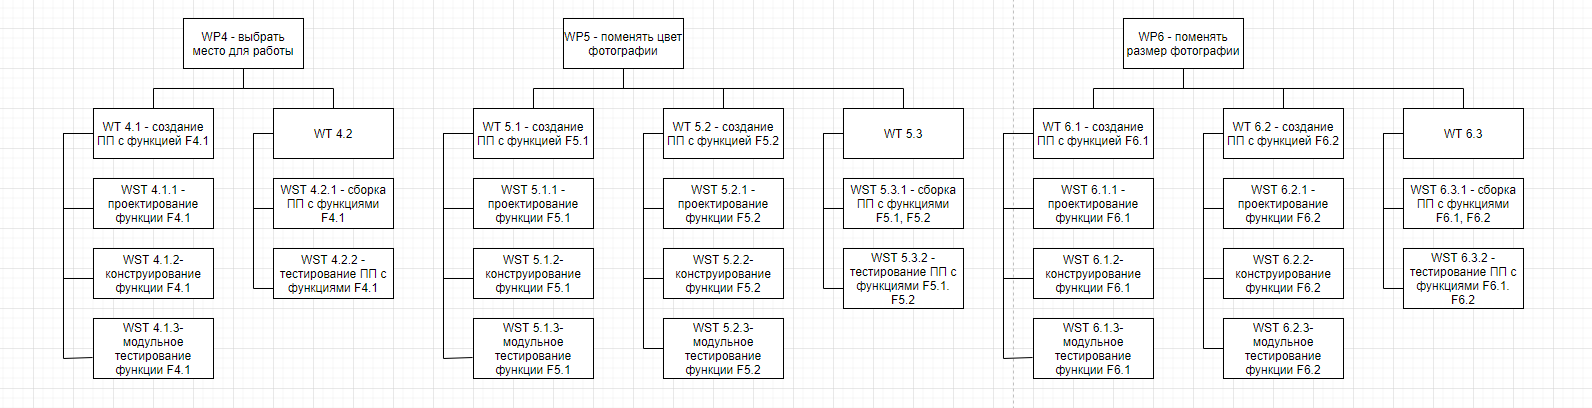 WP4 - выбрать
место для работы
WT 4.1 - создание
ПП с функцией F4.1
WST 4.1.1 -
проектирование
функции F4.1
WST 4.1.2-
конструирование
функции F4.1
WST 4.1.3-
модульное
тестирование
функции F4.1
WT 4.2
WST 4.2.1 - сборка
ПП с функциями
F4.1
WST 4.2.2 -
тестирование ПП с
функциями F4.1
WP5 - поменять цвет
фотографии
WT 5.1 - создание
ПП с функцией F5.1
WST 5.1.1 -
проектирование
функции F5.1
WST 5.1.2-
конструирование
функции F5.1
WST 5.1.3-
модульное
тестирование
функции F5.1
WT 5.2 - создание
ПП с функцией F5.2
WST 5.2.1 -
проектирование
функции F5.2
WST 5.2.2-
конструирование
функции F5.2
WST 5.2.3-
модульное
тестирование
функции F5.2
WT 5.3
WST 5.3.1 - сборка
ПП с функциями
F5.1, F5.2
WST 5.3.2 -
тестирование ПП с
функциями F5.1.
F5.2
WP6 - поменять
размер фотографии
WT 6.1 - создание
ПП с функцией F6.1
WST 6.1.1 -
проектирование
функции F6.1
WST 6.1.2-
конструирование
функции F6.1
WST 6.1.3-
модульное
тестирование
функции F6.1
WT 6.2 - создание
ПП с функцией F6.2
WST 6.2.1 -
проектирование
функции F6.2
WST 6.2.2-
конструирование
функции F6.2
WST 6.2.3-
модульное
тестирование
функции F6.2
WT 6.3
WST 6.3.1 - сборка
ПП с функциями
F6.1, F6.2
WST 6.3.2 -
тестирование ПП с
функциями F6.1.
F6.2